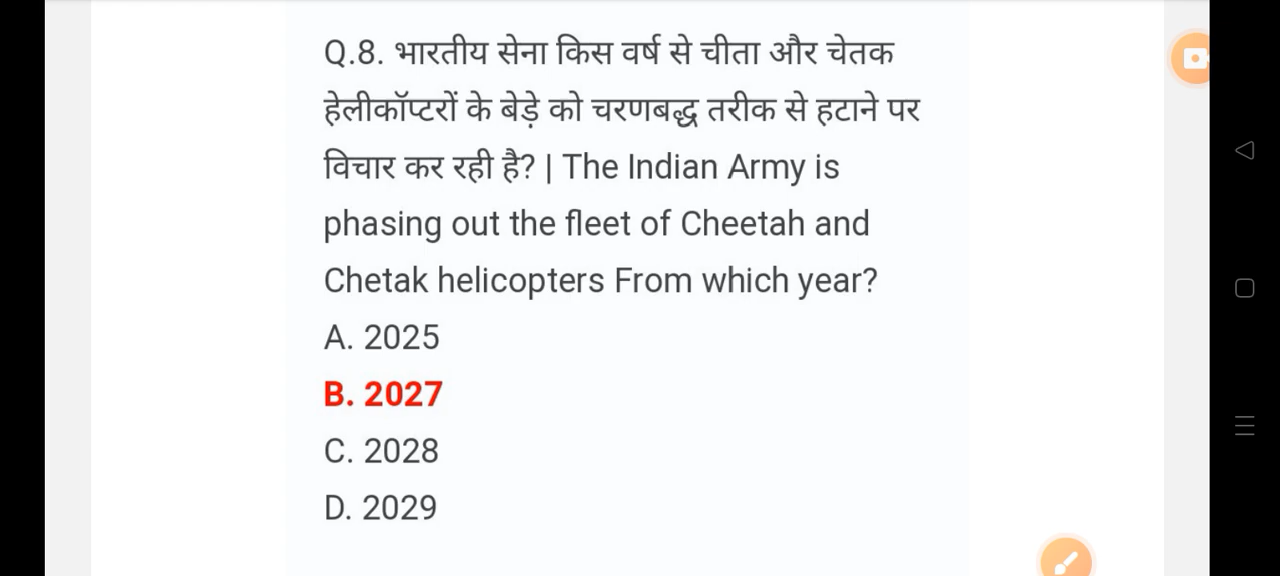 Q.8. भारतीय सेना किस वर्ष से चीता और चेतक
हेलीकॉप्टरों के बेड़े को चरणबद्ध तरीक से हटाने पर
विचार कर रही है? | The Indian Army is
phasing out the fleet of Cheetah and
Chetak helicopters From which year?
A. 2025
B. 2027
C. 2028
D. 2029